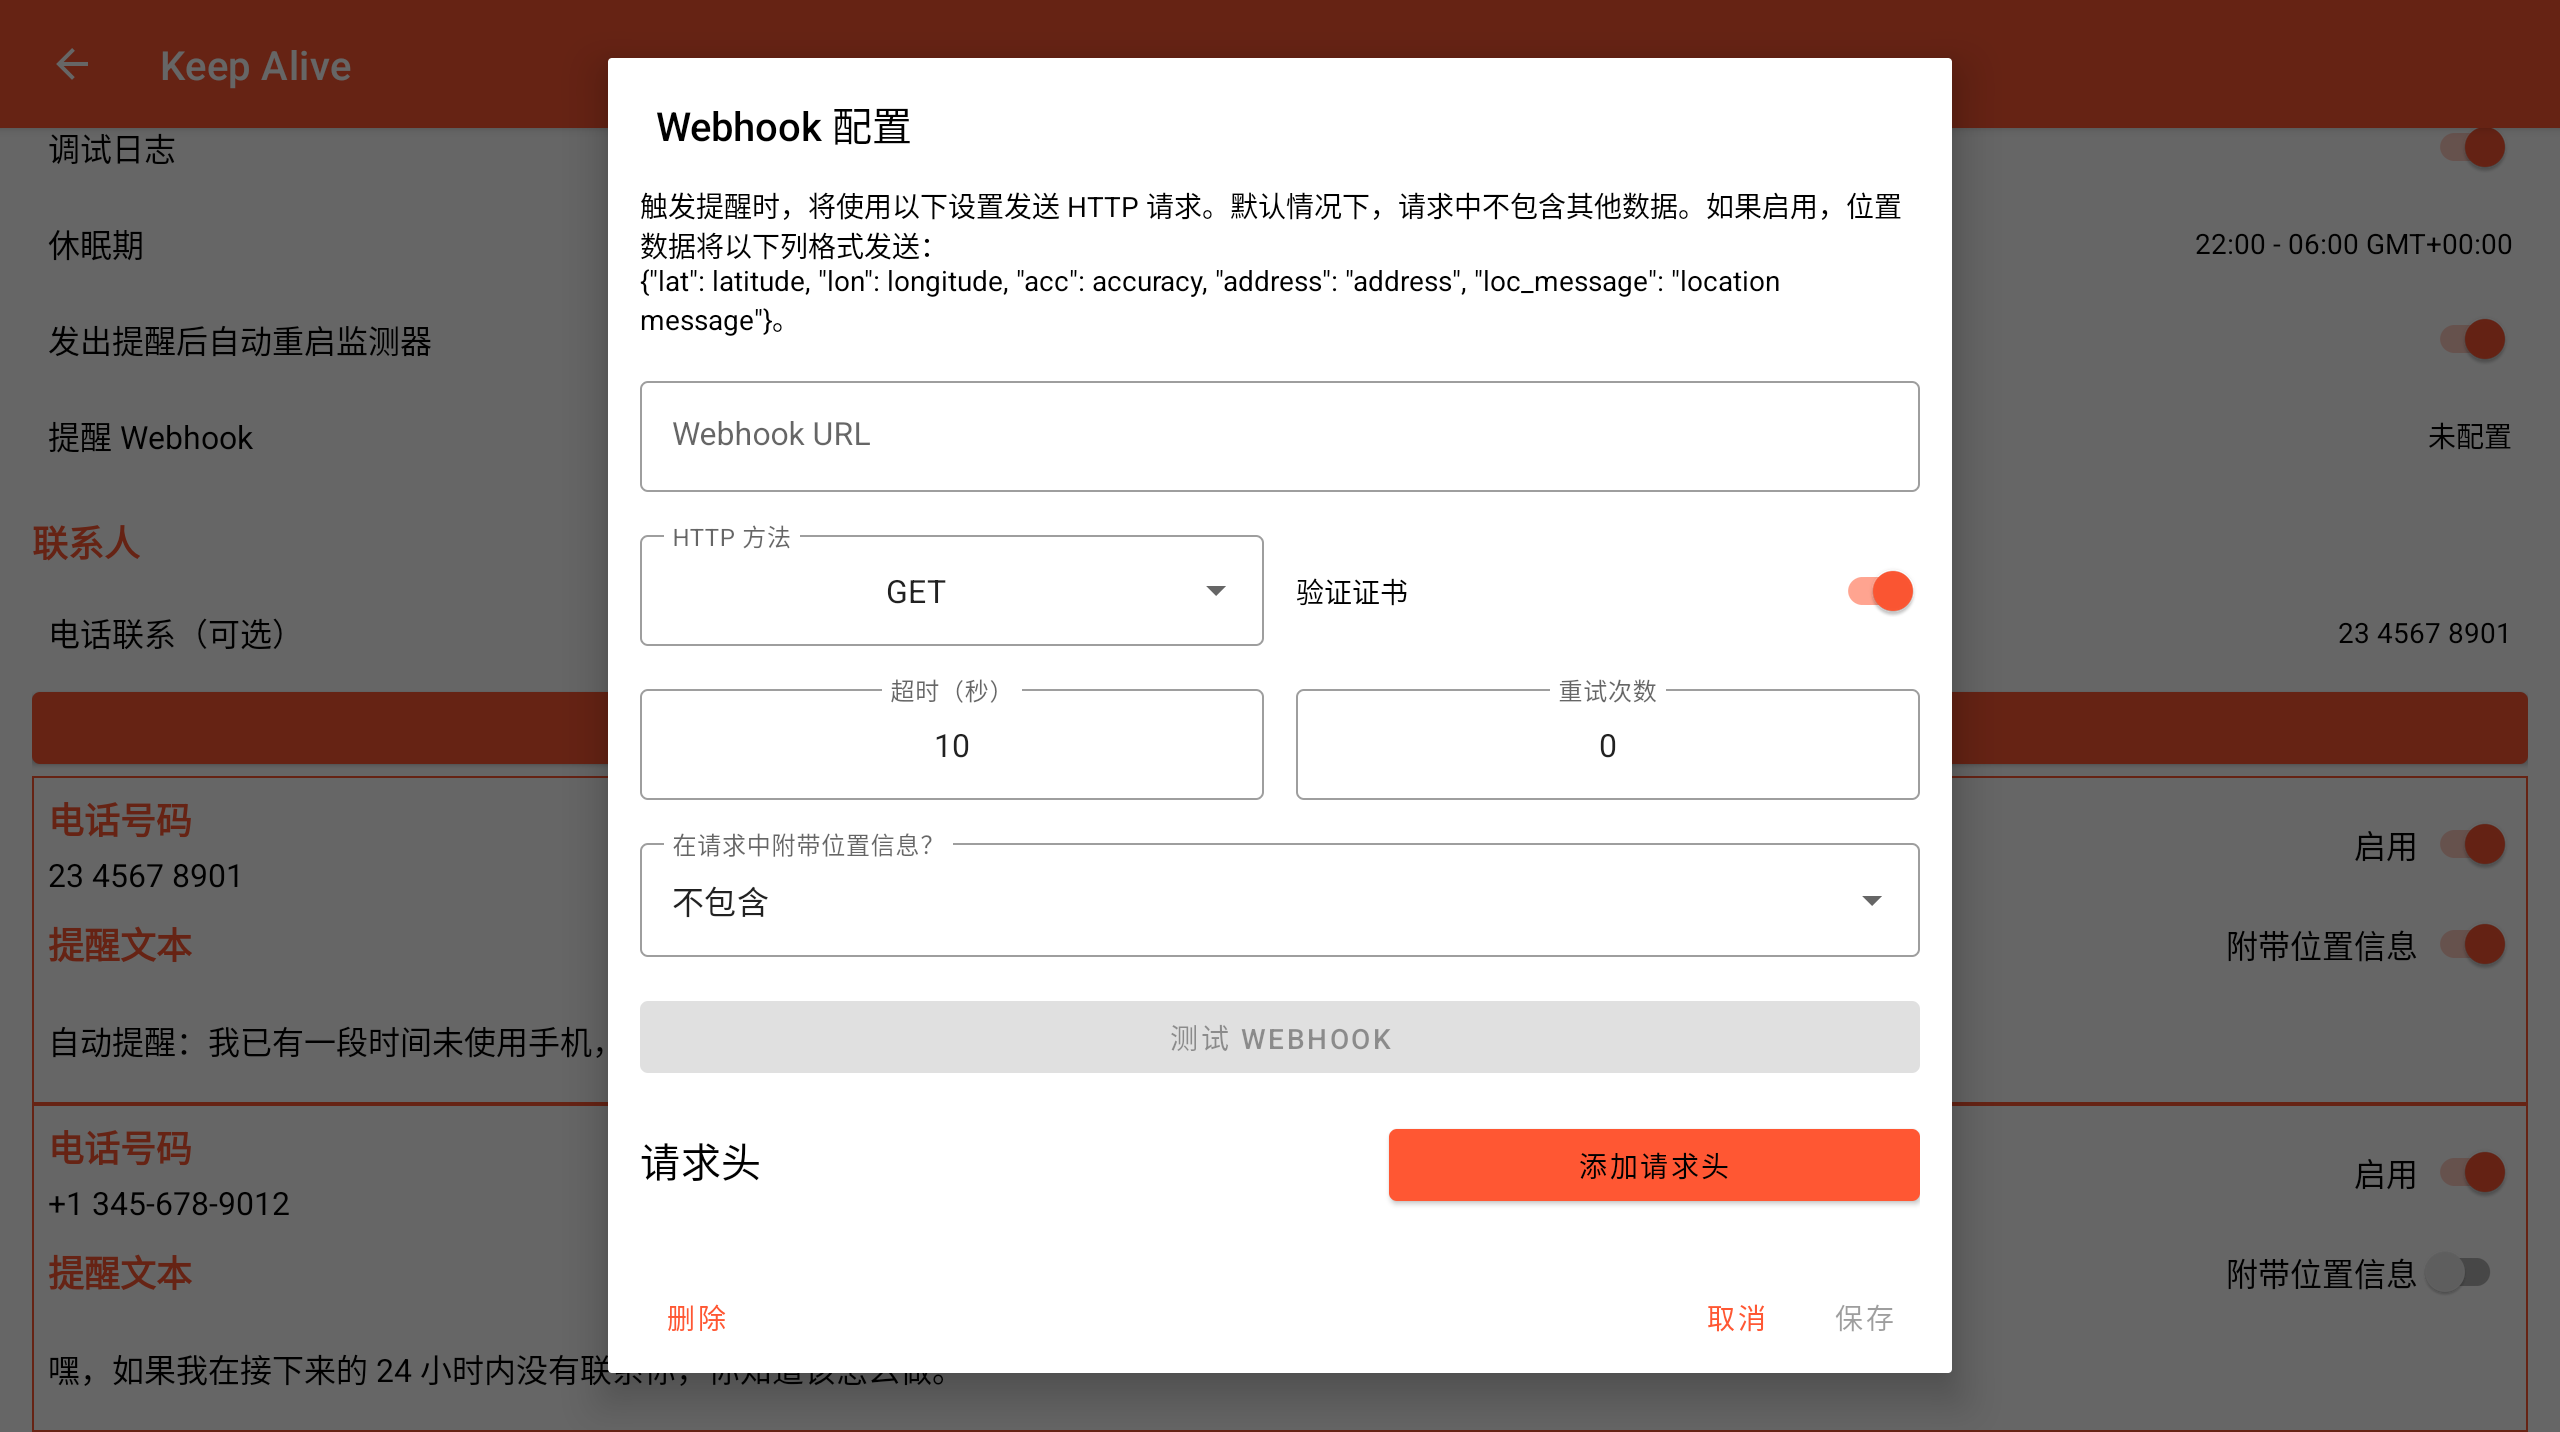 Keep Alive
调试日志
休眠期
22:00 - 06:00 GMT+00:00
发出提醒后自动重启监测器
提醒 Webhook
未配置
联系人
电话联系（可选）
23 4567 8901
电话号码
23 4567 8901
启用
提醒文本
附带位置信息
自动提醒：我已有一段时间未使用手机，
电话号码
+1 345-678-9012
启用
提醒文本
附带位置信息
嘿，如果我在接下来的 24 小时内没有联系你，你知道该怎么做。
Webhook 配置
触发提醒时，将使用以下设置发送 HTTP 请求。默认情况下，请求中不包含其他数据。如果启用，位置
数据将以下列格式发送：
{"lat": latitude, "lon": longitude, "acc": accuracy, "address": "address", "loc_message": "location
message"}。
Webhook URL
HTTP 方法
GET
验证证书
超时（秒）
10
重试次数
0
在请求中附带位置信息？
不包含
测试 WEBHOOK
请求头
添加请求头
删除
取消
保存